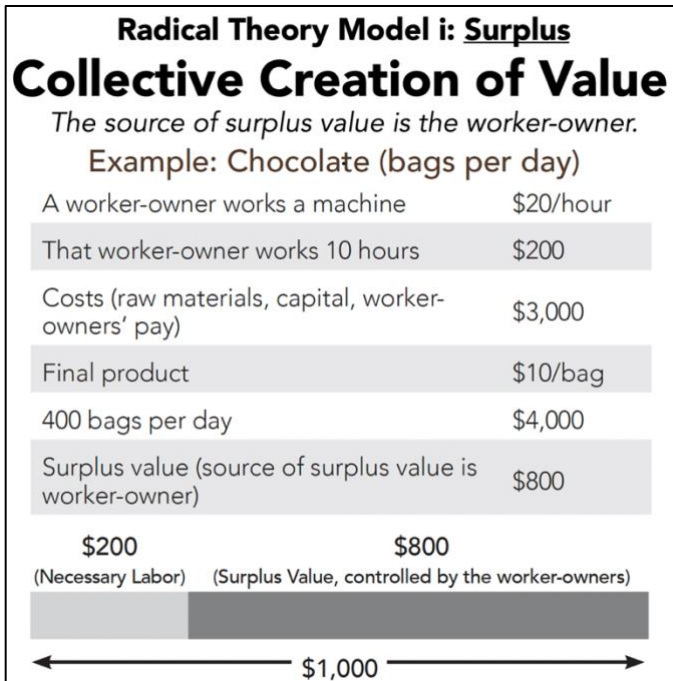 Radical Theory Model i: Surplus
Collective Creation of Value
The source of surplus value is the worker-owner.
Example: Chocolate (bags per day)
A worker-owner works a machine $20/hour
That worker-owner works 10 hours $200
Costs (raw materials, capital, worker-
owners' pay) $3,000
Final product $10/bag
400 bags per day $4,000
Surplus value (source of surplus value is
worker-owner) $800
$200 $800
(Necessary Labor) (Surplus Value, controlled by the worker-owners)
$1,000